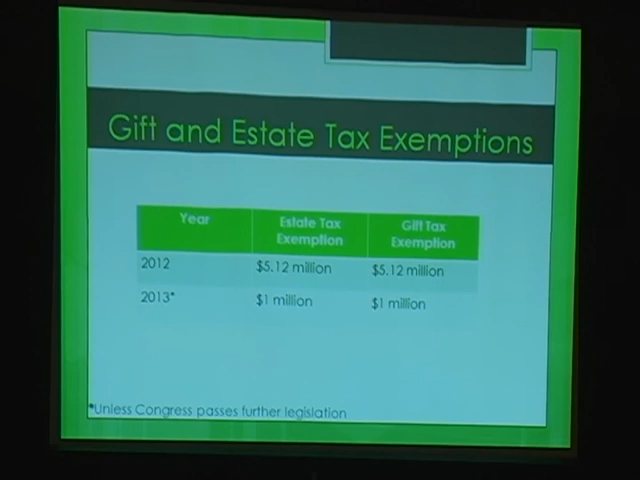 Gift and Estate Tax Exemptions
Year Estate Tax Exemption Gift Tax Exemption
2012 $5.12 million $5.12 million
2013* $1 million $1 million
*Unless Congress passes further legislation